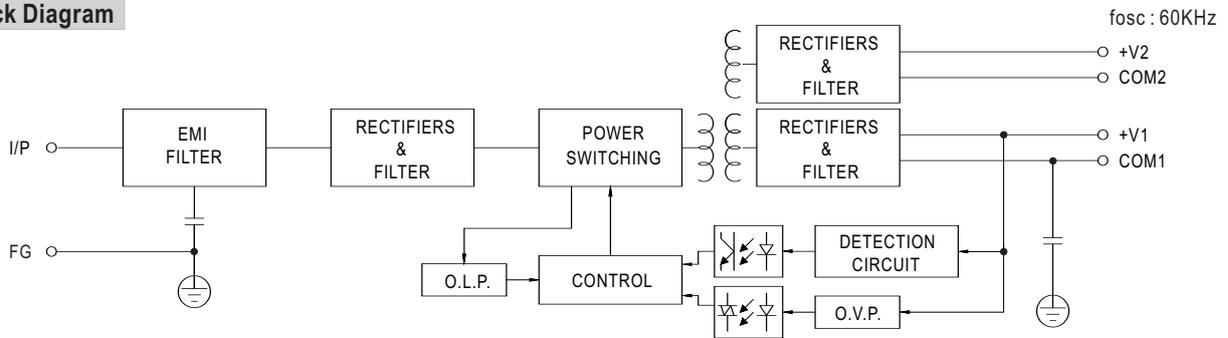 ck Diagram
fosc : 60KHz
RECTIFIERS
&
FILTER
+V2
COM2
I/P
EMI
FILTER
RECTIFIERS
&
FILTER
POWER
SWITCHING
RECTIFIERS
&
FILTER
+V1
COM1
FG
O.L.P.
CONTROL
DETECTION
CIRCUIT
O.V.P.